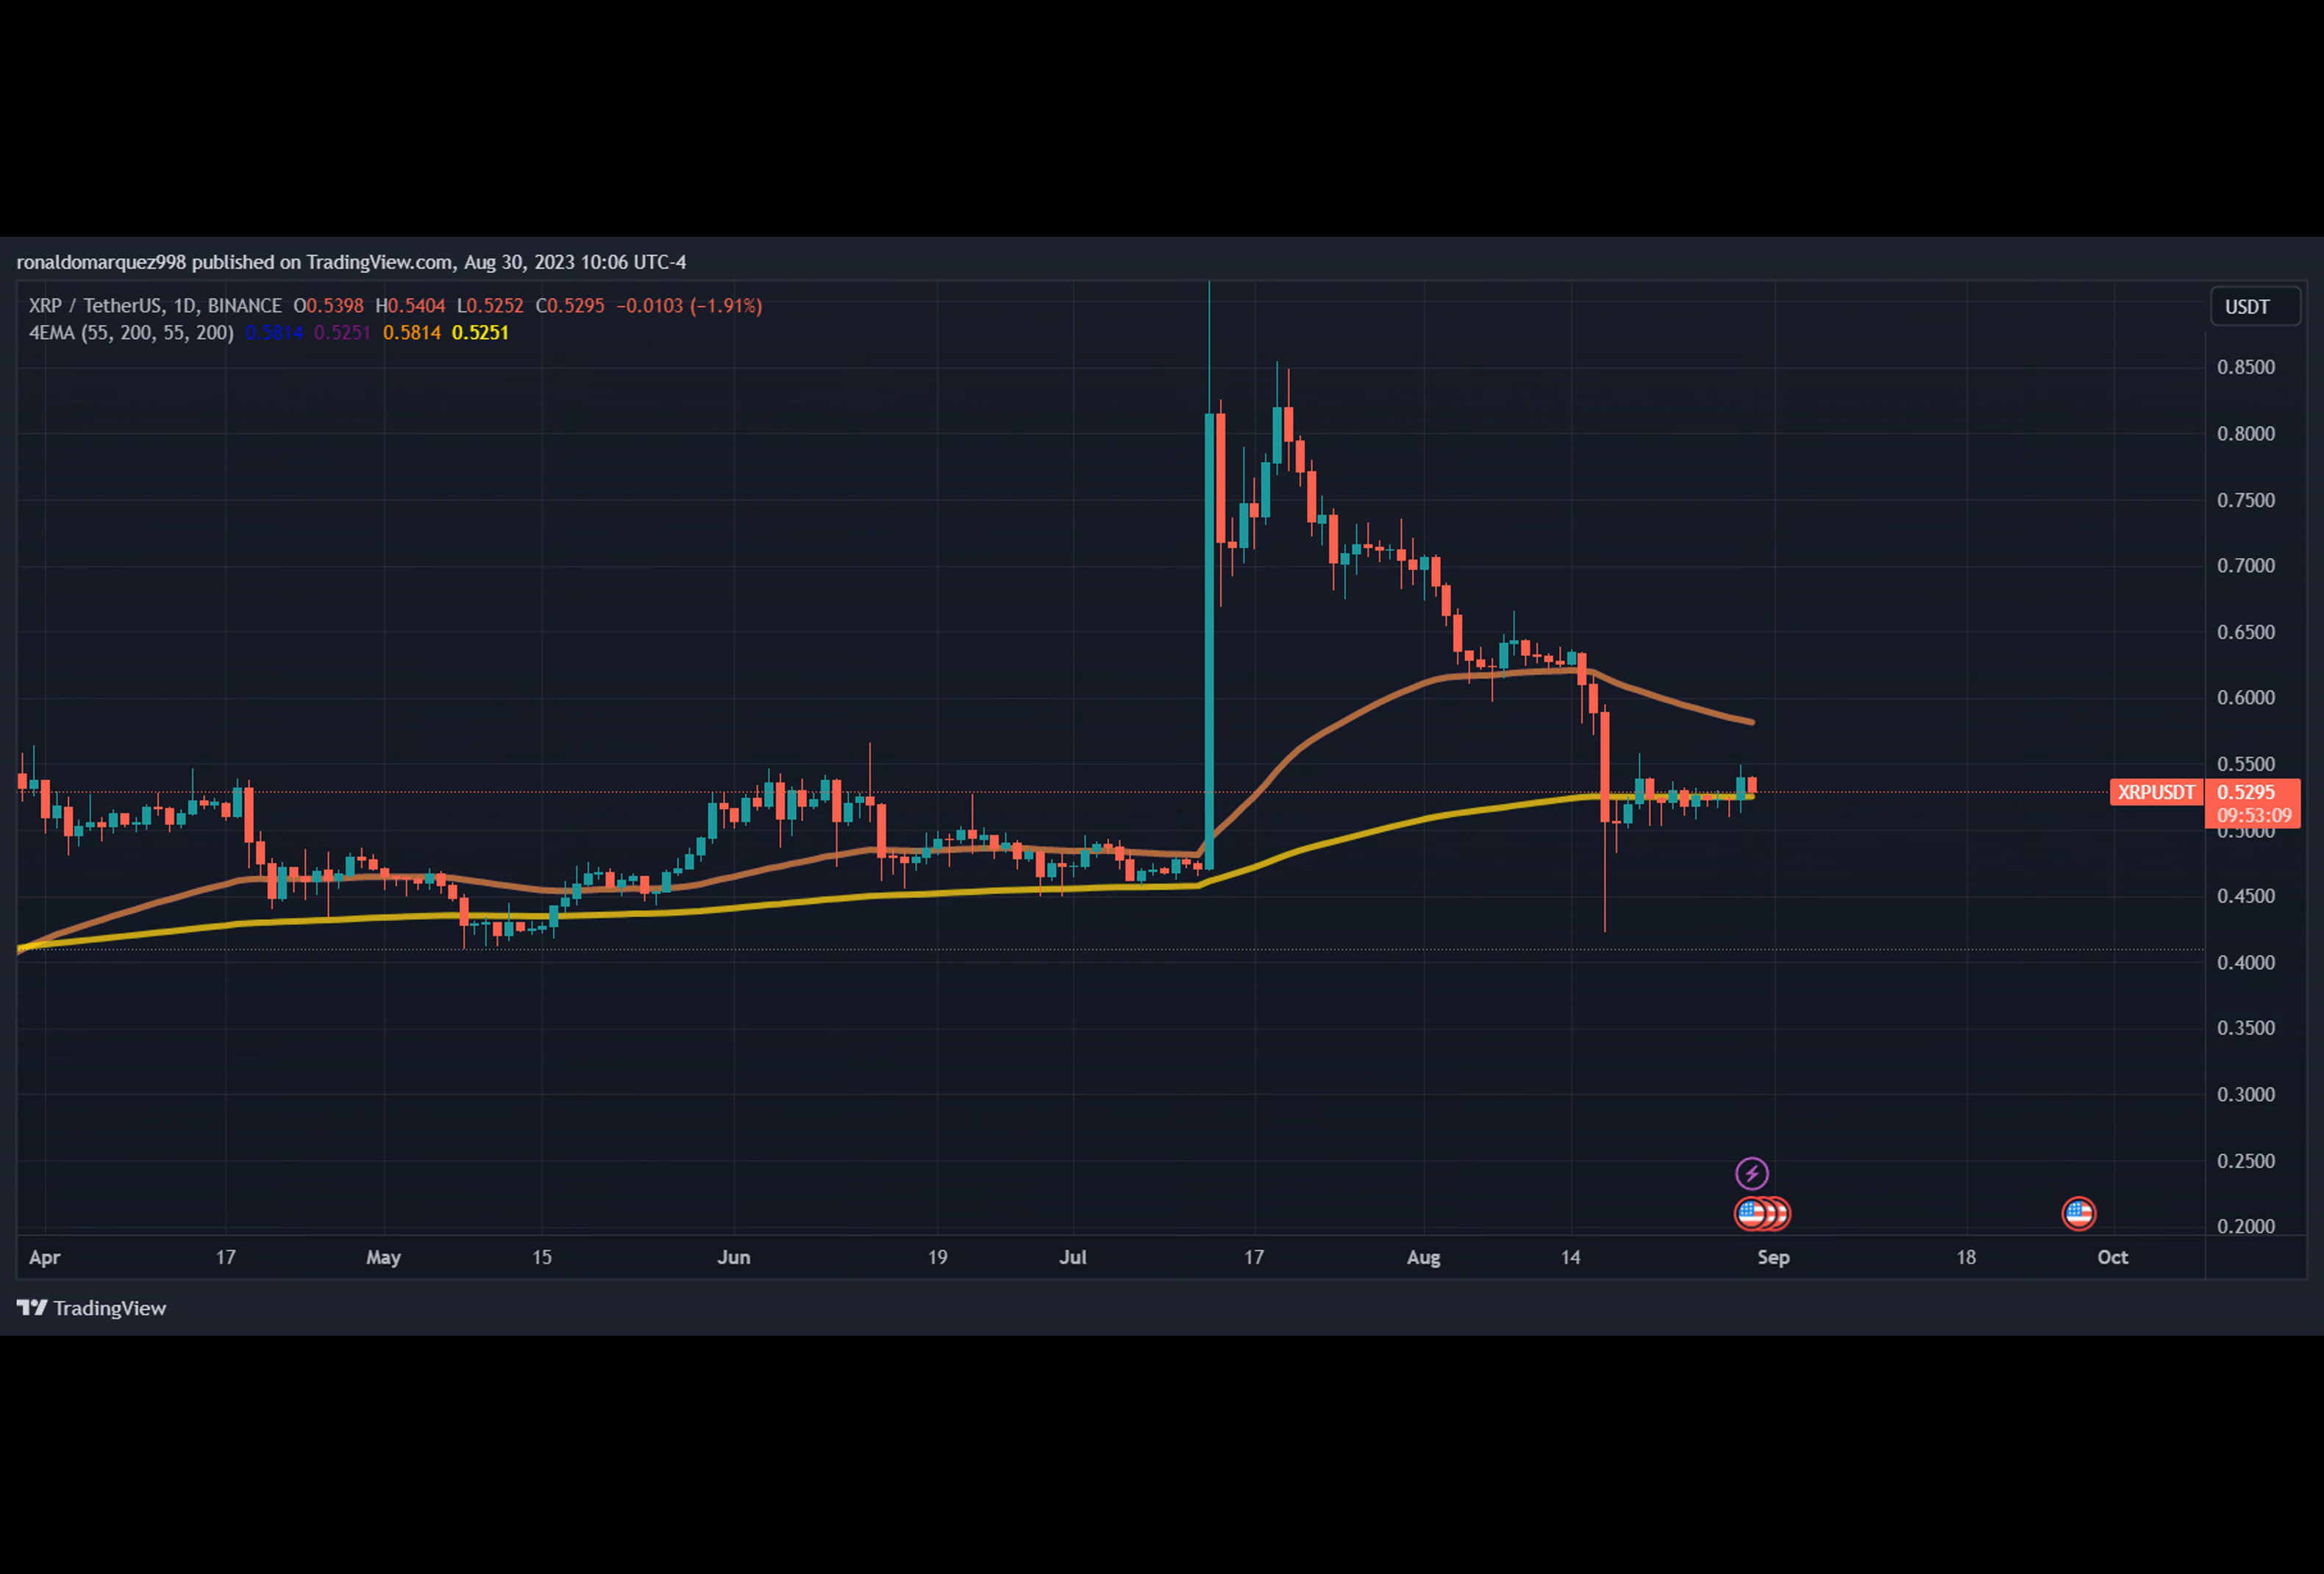 ronaldomarquez998 published on TradingView.com, Aug 30, 2023 10:06 UTC-4
XRP / TetherUS, 1D, BINANCE O0.5398 H0.5404 L0.5252 C0.5295 −0.0103 (−1.91%)
4EMA (55, 200, 55, 200) 0.5814 0.5251 0.5814 0.5251
USDT
0.8500
0.8000
0.7500
0.7000
0.6500
0.6000
0.5500
XRPUSDT 0.5295
09:53:09
0.5000
0.4500
0.4000
0.3500
0.3000
0.2500
0.2000
Apr 17 May 15 Jun 19 Jul 17 Aug 14 Sep 18 Oct
TradingView